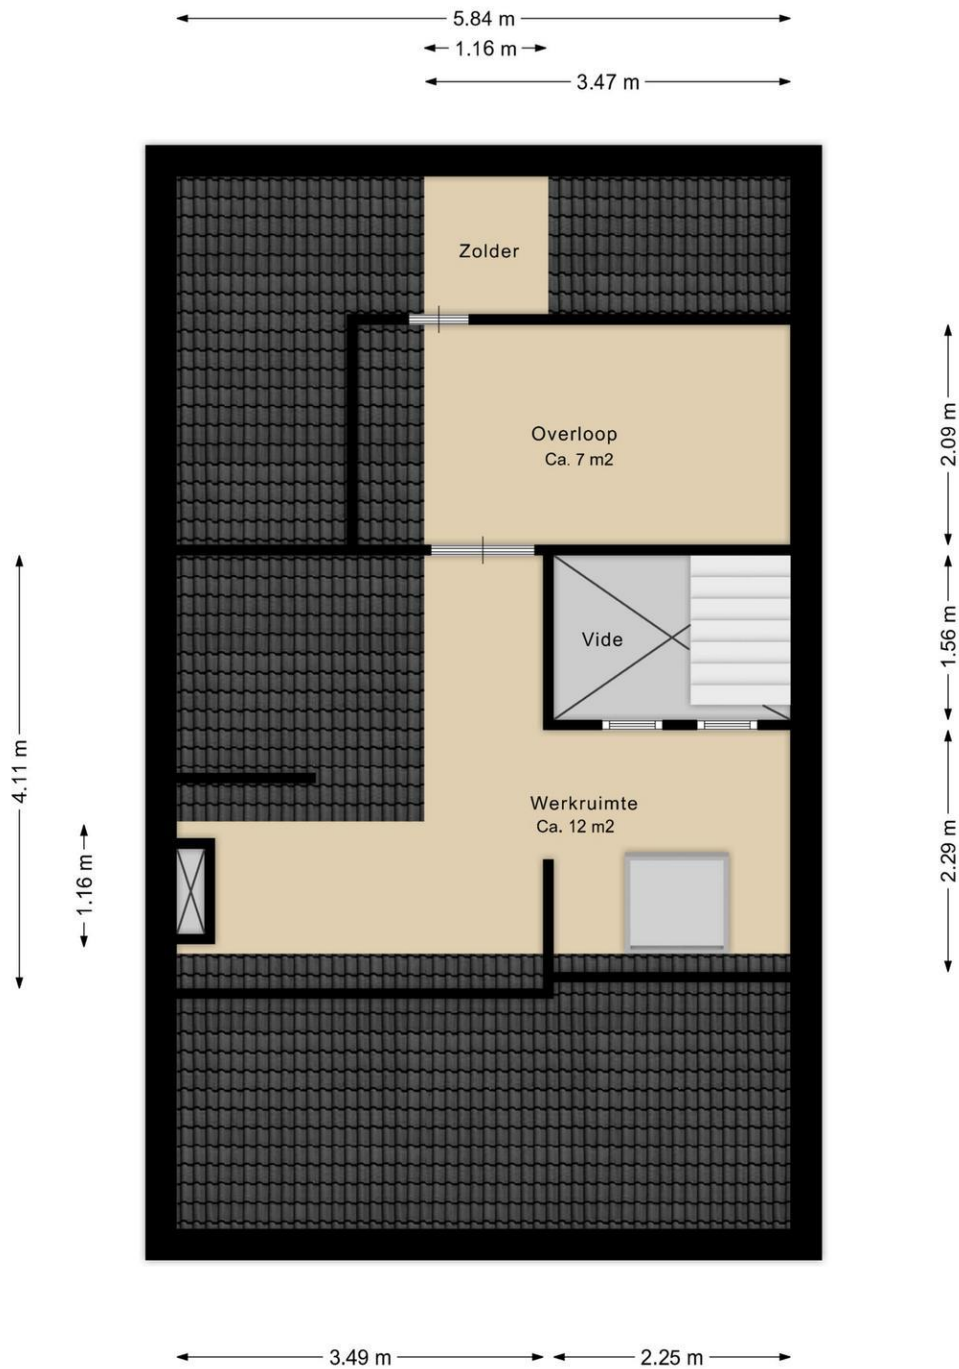 5.84 m
1.16 m
3.47 m
Zolder
Overloop
Ca. 7 m2
2.09 m
Vide
1.56 m
4.11 m
Werkruimte
Ca. 12 m2
1.16 m
2.29 m
3.49 m
2.25 m